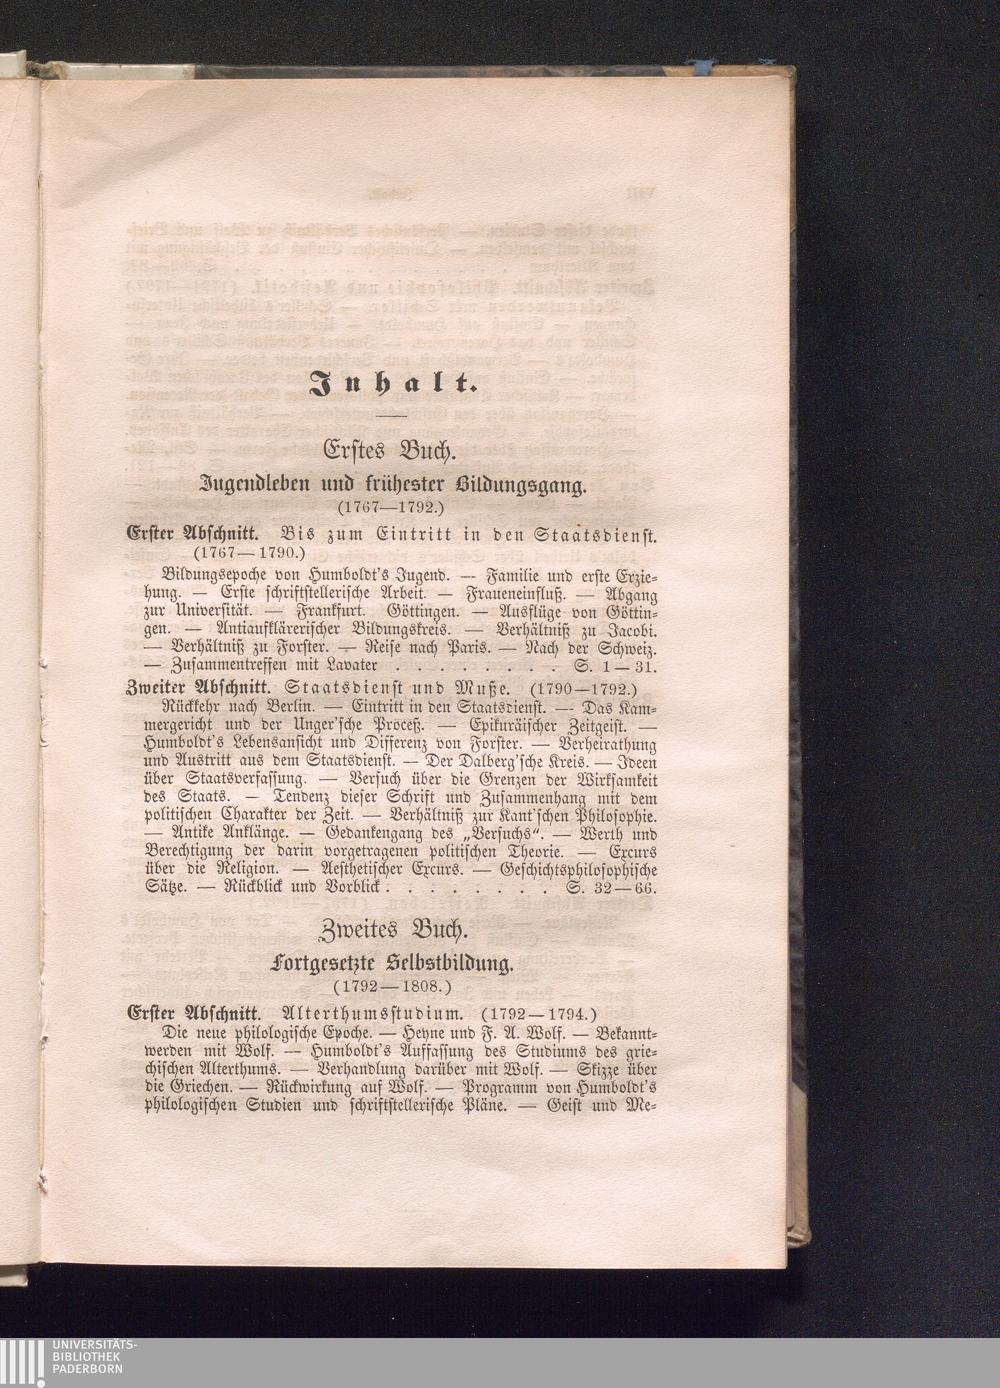 Inhalt.
Erstes Buch.
Jugendleben und frühester Bildungsgang.
(1767—1792.)
Erster Abschnitt. Bis zum Eintritt in den Staatsdienst.
(1767—1790.)
Bildungsepoche von Humboldt's Jugend. — Familie und erste Erzie-
hung. — Erste schriftstellerische Arbeit. — Fraueneinfluß. — Abgang
zur Universität. — Frankfurt. Göttingen. — Ausflüge von Göttin-
gen. — Antiaufklärerischer Bildungskreis. — Verhältniß zu Jacobi.
— Verhältniß zu Forster. — Reise nach Paris. — Nach der Schweiz.
— Zusammentreffen mit Lavater . . . . . . . . S. 1—31.
Zweiter Abschnitt. Staatsdienst und Muße. (1790—1792.)
Rückkehr nach Berlin. — Eintritt in den Staatsdienst. — Das Kam-
mergericht und der Unger'sche Proceß. — Epikuräischer Zeitgeist. —
Humboldt's Lebensansicht und Differenz von Forster. — Verheirathung
und Austritt aus dem Staatsdienst. — Der Dalberg'sche Kreis. — Ideen
über Staatsverfassung. — Versuch über die Grenzen der Wirksamkeit
des Staats. — Tendenz dieser Schrift und Zusammenhang mit dem
politischen Charakter der Zeit. — Verhältniß zur Kant'schen Philosophie.
— Antike Anklänge. — Gedankengang des „Versuchs“. — Werth und
Berechtigung der darin vorgetragenen politischen Theorie. — Excurs
über die Religion. — Aesthetischer Excurs. — Geschichtsphilosophische
Sätze. — Rückblick und Vorblick . . . . . . . . S. 32—66.
Zweites Buch.
Fortgesetzte Selbstbildung.
(1792—1808.)
Erster Abschnitt. Alterthumsstudium. (1792—1794.)
Die neue philologische Epoche. — Heyne und F. A. Wolf. — Bekannt-
werden mit Wolf. — Humboldt's Auffassung des Studiums des grie-
chischen Alterthums. — Verhandlung darüber mit Wolf. — Skizze über
die Griechen. — Rückwirkung auf Wolf. — Programm von Humboldt's
philologischen Studien und schriftstellerische Pläne. — Geist und Me-
UNIVERSITÄTS-
BIBLIOTHEK
PADERBORN